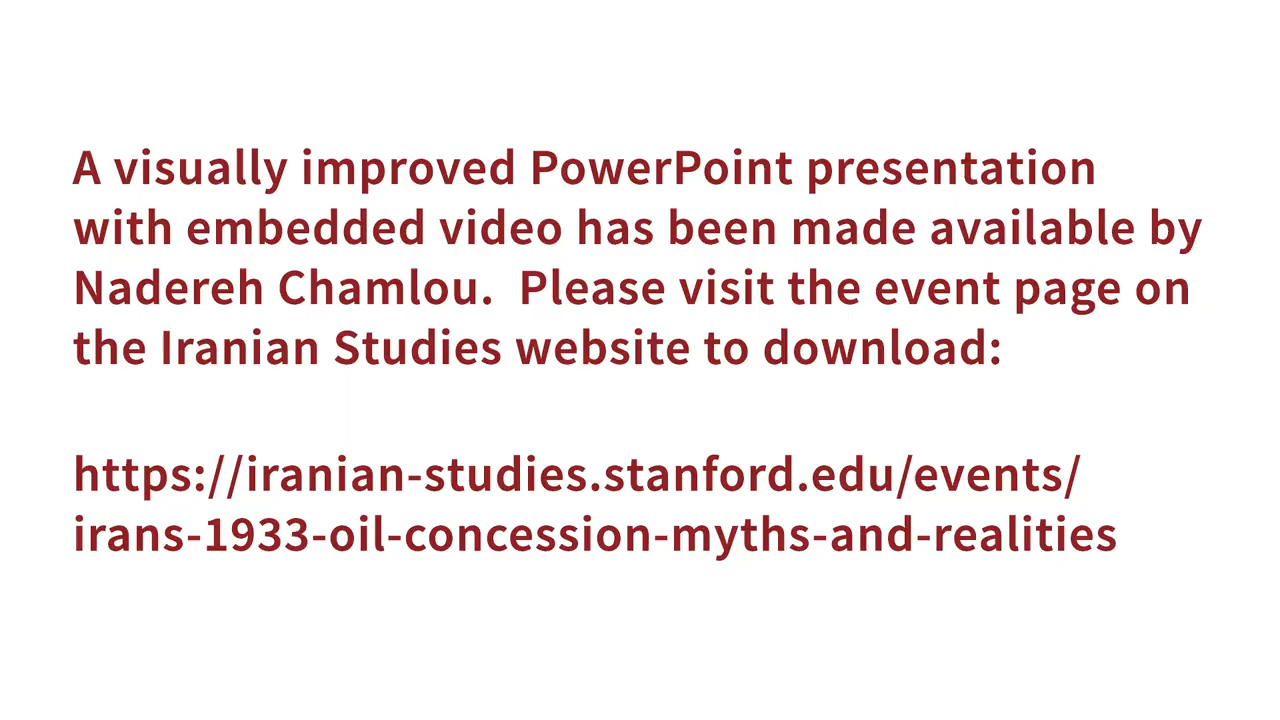 A visually improved PowerPoint presentation
with embedded video has been made available by
Nadereh Chamlou.  Please visit the event page on
the Iranian Studies website to download:
https://iranian-studies.stanford.edu/events/
irans-1933-oil-concession-myths-and-realities